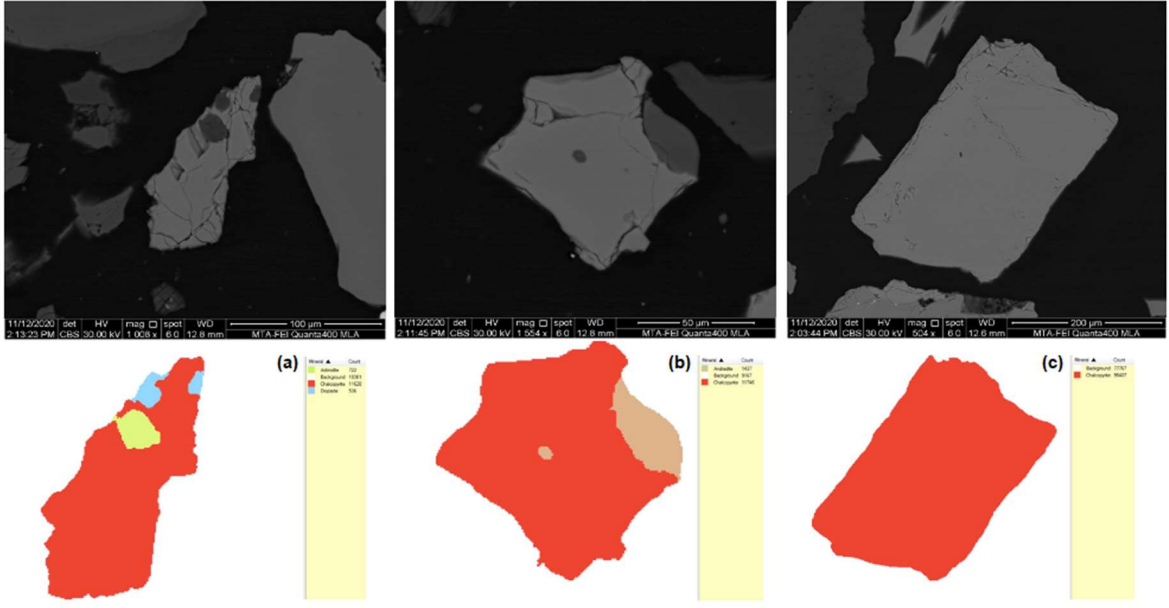 11/12/2020 det HV mag □ spot WD 100 µm
2:13:23 PM CBS 30.00 kV 1 008 x 6.0 12.8 mm MTA-FEI Quanta400 MLA
11/12/2020 det HV mag □ spot WD 50 µm
2:11:45 PM CBS 30.00 kV 1 554 x 6.0 12.8 mm MTA-FEI Quanta400 MLA
11/12/2020 det HV mag □ spot WD 200 µm
2:03:44 PM CBS 30.00 kV 504 x 6.0 12.6 mm MTA-FEI Quanta400 MLA
(a)
Mineral ▲ Count
Background
Chalcopyrite
Diopside
(b)
Mineral ▲ Count
Andradite
Background
Chalcopyrite
(c)
Mineral ▲ Count
Background
Chalcopyrite